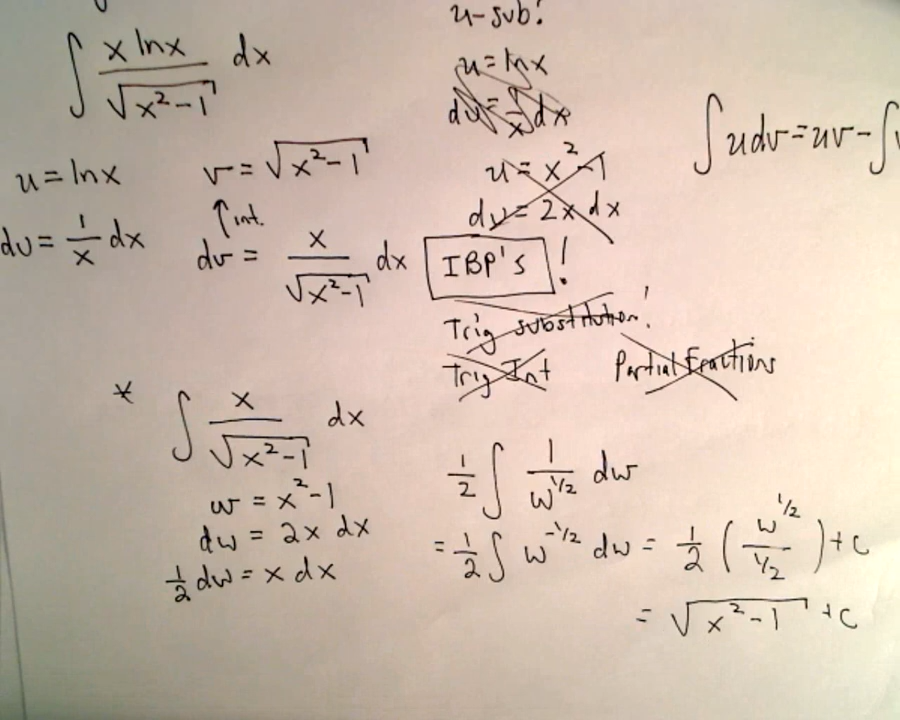 u-sub!
∫ x ln x / √(x²-1) dx
u = ln x
du = 1/x dx
u = x² - 1
du = 2x dx
∫ u dv = uv - ∫ v
u = ln x v = √(x²-1)
↑ int.
du = 1/x dx dv = x / √(x²-1) dx
IBP's !
Trig substitution!
Trig Int Partial Fractions
* ∫ x / √(x²-1) dx
w = x² - 1
dw = 2x dx
½ dw = x dx
½ ∫ 1 / w^(1/2) dw
= ½ ∫ w^(-1/2) dw = ½ ( w^(1/2) / ½ ) + c
= √(x²-1) + c